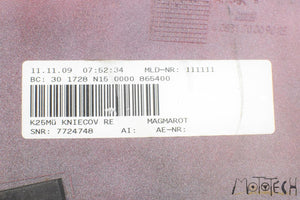 11.11.09 07:52:34 MLD-NR: 111111
BC: 30 1728 N15 0000 865400
K26MG KNIECOV RE MAGMAROT
SNR: 7724748 AI: AE-NR:
MOTOTECH